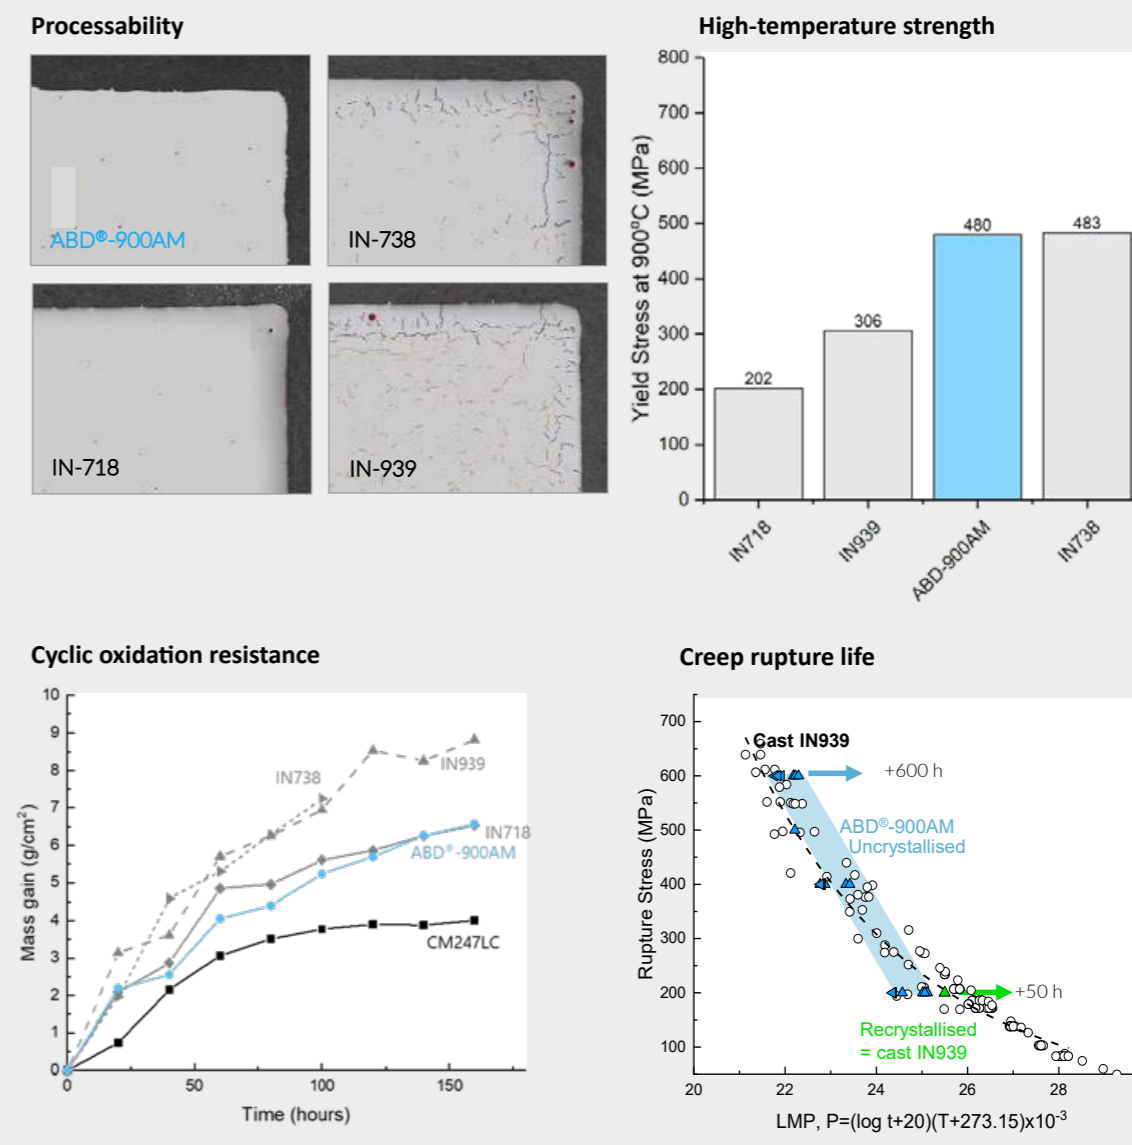 Processability
ABD®-900AM
IN-738
IN-718
IN-939
High-temperature strength
Yield Stress at 900ºC (MPa)
800
700
600
500
400
300
200
100
0
202
306
480
483
IN718
IN939
ABD-900AM
IN738
Cyclic oxidation resistance
Mass gain (g/cm²)
10
9
8
7
6
5
4
3
2
1
0
IN738
IN939
IN718
ABD®-900AM
CM247LC
0
50
100
150
Time (hours)
Creep rupture life
Rupture Stress (MPa)
700
600
500
400
300
200
100
Cast IN939
+600 h
ABD®-900AM
Uncrystallised
+50 h
Recrystallised
= cast IN939
20
22
24
26
28
LMP, P=(log t+20)(T+273.15)x10⁻³